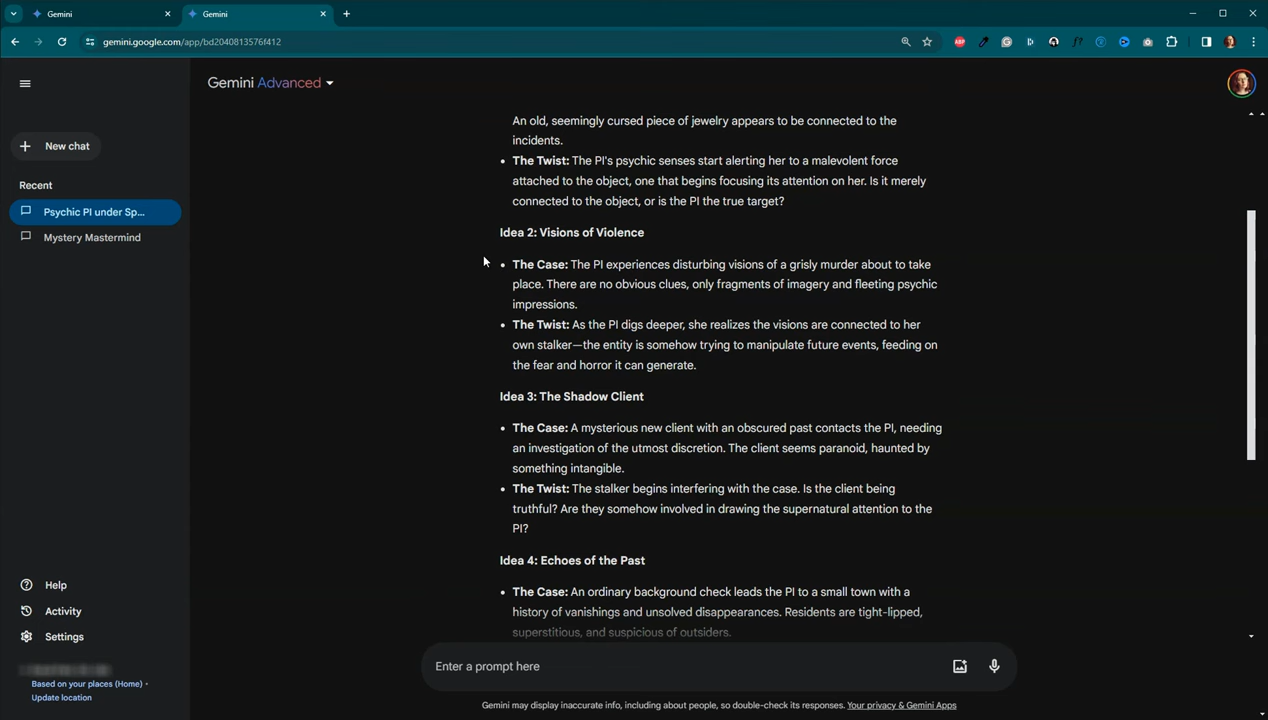 Gemini
Gemini
gemini.google.com/app/bd2040813576f412
Gemini Advanced
New chat
Recent
Psychic PI under Sp...
Mystery Mastermind
An old, seemingly cursed piece of jewelry appears to be connected to the
incidents.
• The Twist: The PI's psychic senses start alerting her to a malevolent force
attached to the object, one that begins focusing its attention on her. Is it merely
connected to the object, or is the PI the true target?
Idea 2: Visions of Violence
• The Case: The PI experiences disturbing visions of a grisly murder about to take
place. There are no obvious clues, only fragments of imagery and fleeting psychic
impressions.
• The Twist: As the PI digs deeper, she realizes the visions are connected to her
own stalker—the entity is somehow trying to manipulate future events, feeding on
the fear and horror it can generate.
Idea 3: The Shadow Client
• The Case: A mysterious new client with an obscured past contacts the PI, needing
an investigation of the utmost discretion. The client seems paranoid, haunted by
something intangible.
• The Twist: The stalker begins interfering with the case. Is the client being
truthful? Are they somehow involved in drawing the supernatural attention to the
PI?
Idea 4: Echoes of the Past
• The Case: An ordinary background check leads the PI to a small town with a
history of vanishings and unsolved disappearances. Residents are tight-lipped,
superstitious, and suspicious of outsiders.
Help
Activity
Settings
Based on your places (Home) •
Update location
Enter a prompt here
Gemini may display inaccurate info, including about people, so double-check its responses. Your privacy & Gemini Apps